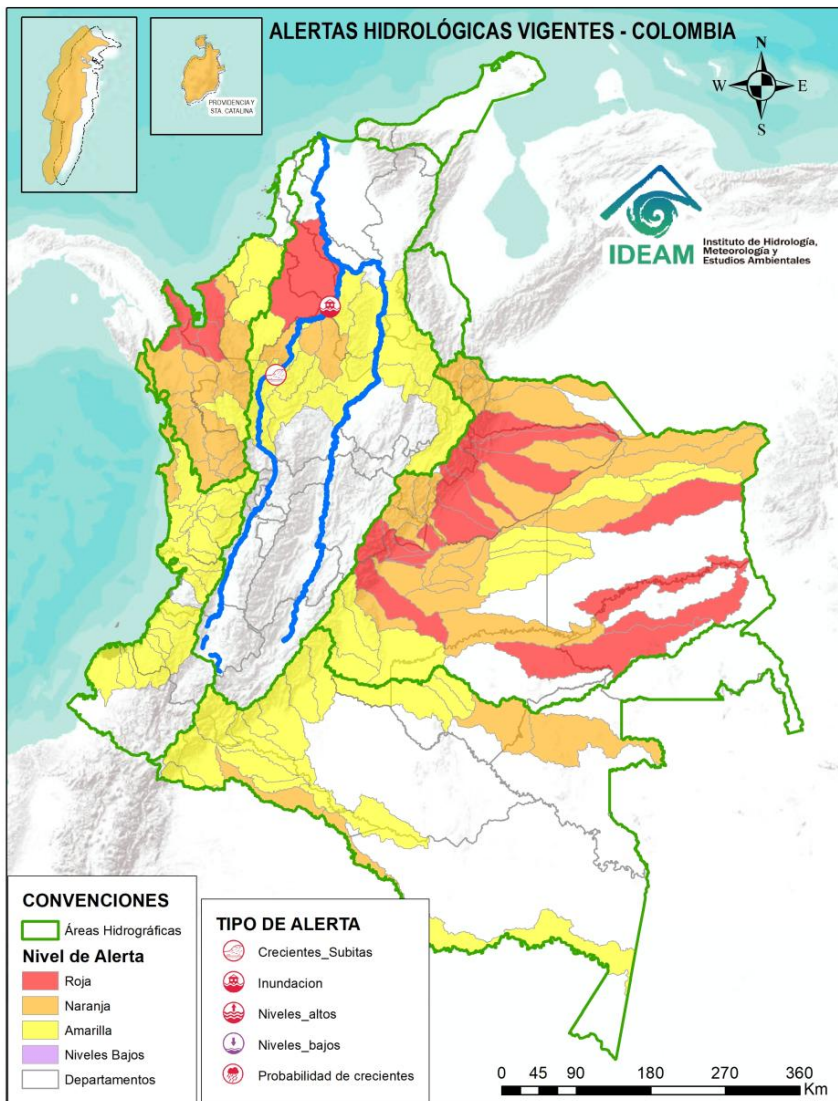 ALERTAS HIDROLÓGICAS VIGENTES - COLOMBIA
PROVIDENCIA Y
STA. CATALINA
N
W
E
S
IDEAM
Instituto de Hidrología,
Meteorología y
Estudios Ambientales
CONVENCIONES
Áreas Hidrográficas
Nivel de Alerta
Roja
Naranja
Amarilla
Niveles Bajos
Departamentos
TIPO DE ALERTA
Crecientes_Subitas
Inundacion
Niveles_altos
Niveles_bajos
Probabilidad de crecientes
0 45 90 180 270 360
Km